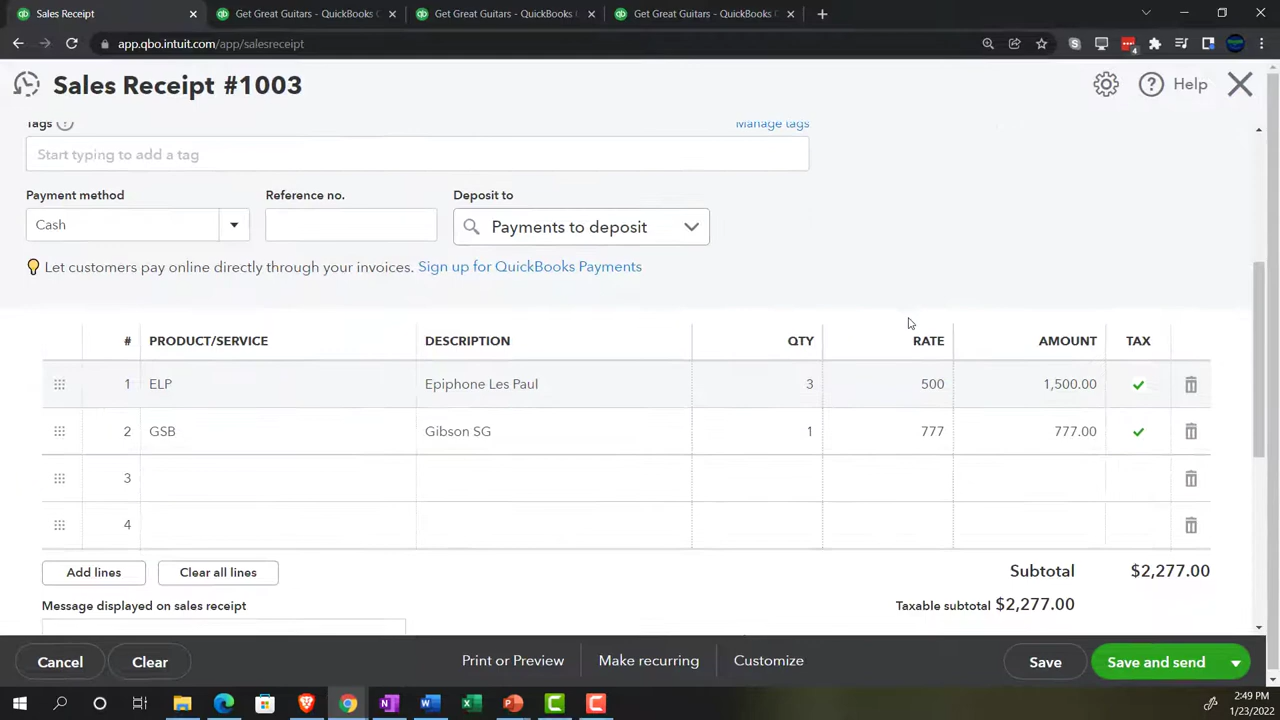 Sales Receipt
Get Great Guitars - QuickBooks
Get Great Guitars - QuickBooks
Get Great Guitars - QuickBooks
app.qbo.intuit.com/app/salesreceipt
4
Sales Receipt #1003
Help
Tags ?
Manage tags
Start typing to add a tag
Payment method
Reference no.
Deposit to
Cash
Payments to deposit
Let customers pay online directly through your invoices. Sign up for QuickBooks Payments
# PRODUCT/SERVICE DESCRIPTION QTY RATE AMOUNT TAX
1 ELP Epiphone Les Paul 3 500 1,500.00
2 GSB Gibson SG 1 777 777.00
3
4
Add lines
Clear all lines
Subtotal $2,277.00
Message displayed on sales receipt
Taxable subtotal $2,277.00
Cancel
Clear
Print or Preview
Make recurring
Customize
Save
Save and send
2:49 PM
1/23/2022